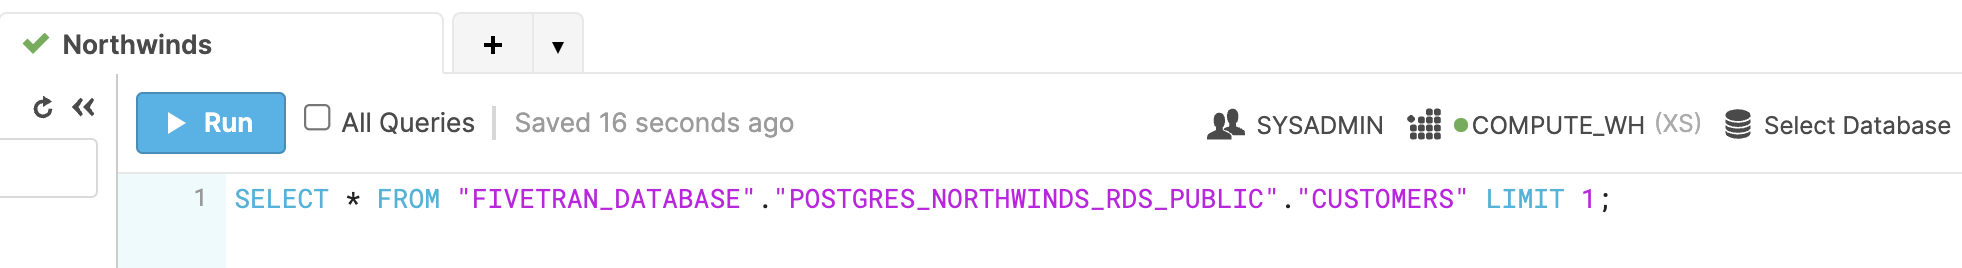 Northwinds
Run All Queries Saved 16 seconds ago SYSADMIN COMPUTE_WH (XS) Select Database
1 SELECT * FROM "FIVETRAN_DATABASE"."POSTGRES_NORTHWINDS_RDS_PUBLIC"."CUSTOMERS" LIMIT 1;